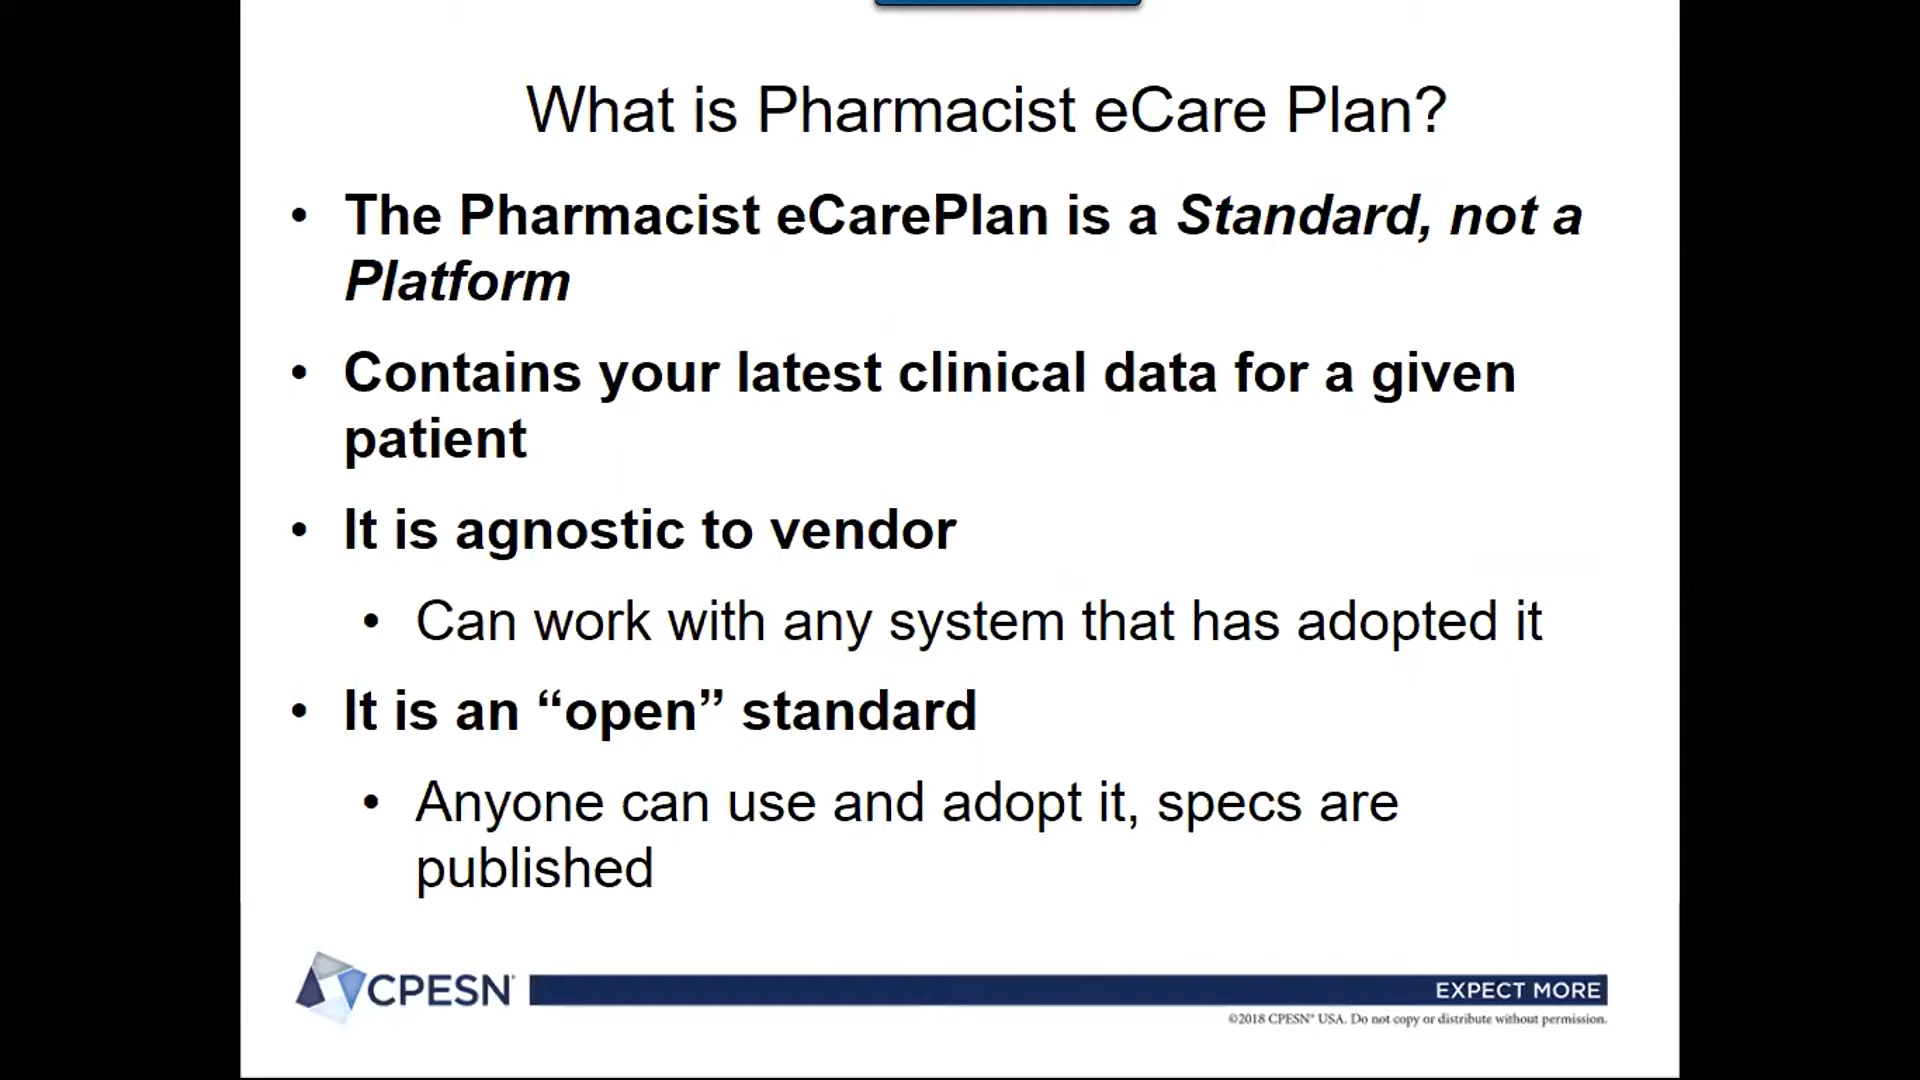 What is Pharmacist eCare Plan?
• The Pharmacist eCarePlan is a Standard, not a
Platform
• Contains your latest clinical data for a given
patient
• It is agnostic to vendor
• Can work with any system that has adopted it
• It is an “open” standard
• Anyone can use and adopt it, specs are
published
CPESN®
EXPECT MORE
©2018 CPESN® USA. Do not copy or distribute without permission.